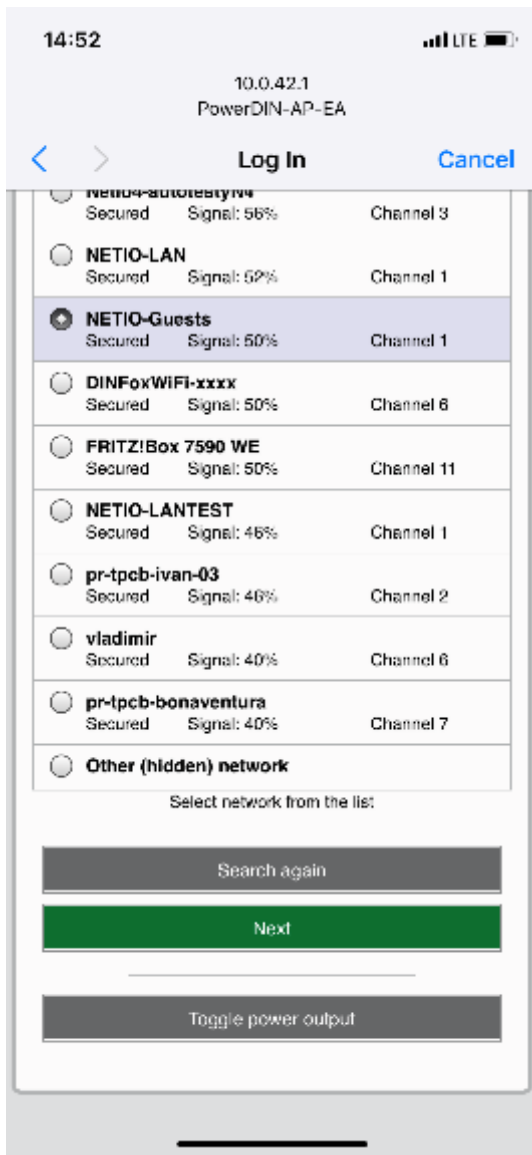 14:52
LTE
10.0.42.1
PowerDIN-AP-EA
Log In
Cancel
Netio4-autotestyN4
Secured Signal: 56% Channel 3
NETIO-LAN
Secured Signal: 52% Channel 1
NETIO-Guests
Secured Signal: 50% Channel 1
DINFoxWiFi-xxxx
Secured Signal: 50% Channel 6
FRITZ!Box 7590 WE
Secured Signal: 50% Channel 11
NETIO-LANTEST
Secured Signal: 46% Channel 1
pr-tpcb-ivan-03
Secured Signal: 46% Channel 2
vladimir
Secured Signal: 40% Channel 6
pr-tpcb-bonaventura
Secured Signal: 40% Channel 7
Other (hidden) network
Select network from the list
Search again
Next
Toggle power output